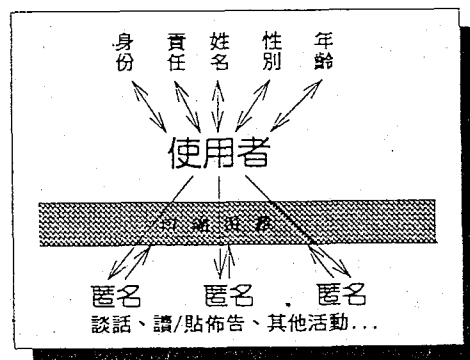 身份 責任 姓名 性別 年齡
使用者
匿名 匿名 匿名
談話、讀/貼佈告、其他活動...